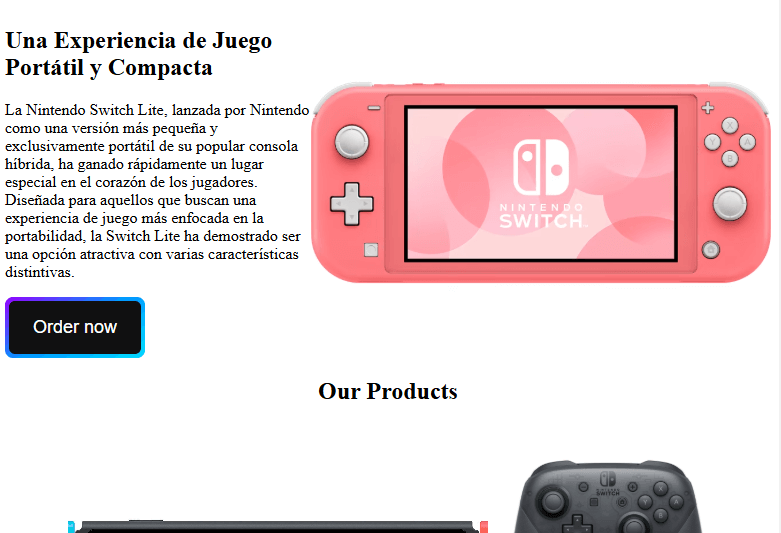 Una Experiencia de Juego
Portátil y Compacta
La Nintendo Switch Lite, lanzada por Nintendo
como una versión más pequeña y
exclusivamente portátil de su popular consola
híbrida, ha ganado rápidamente un lugar
especial en el corazón de los jugadores.
Diseñada para aquellos que buscan una
experiencia de juego más enfocada en la
portabilidad, la Switch Lite ha demostrado ser
una opción atractiva con varias características
distintivas.
X
Y
A
B
NINTENDO
SWITCH
Order now
Our Products
NINTENDO
SWITCH
X
Y
A
B